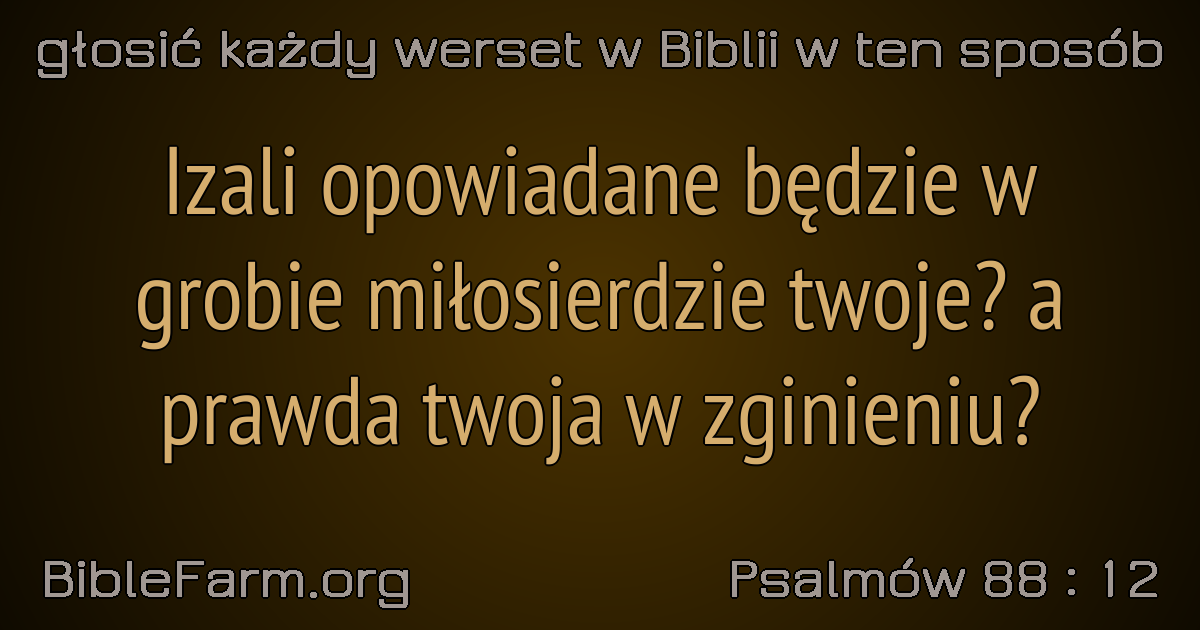 głosić każdy werset w Biblii w ten sposób
Izali opowiadane będzie w
grobie miłosierdzie twoje? a
prawda twoja w zginieniu?
BibleFarm.org
Psalmów 88 : 12